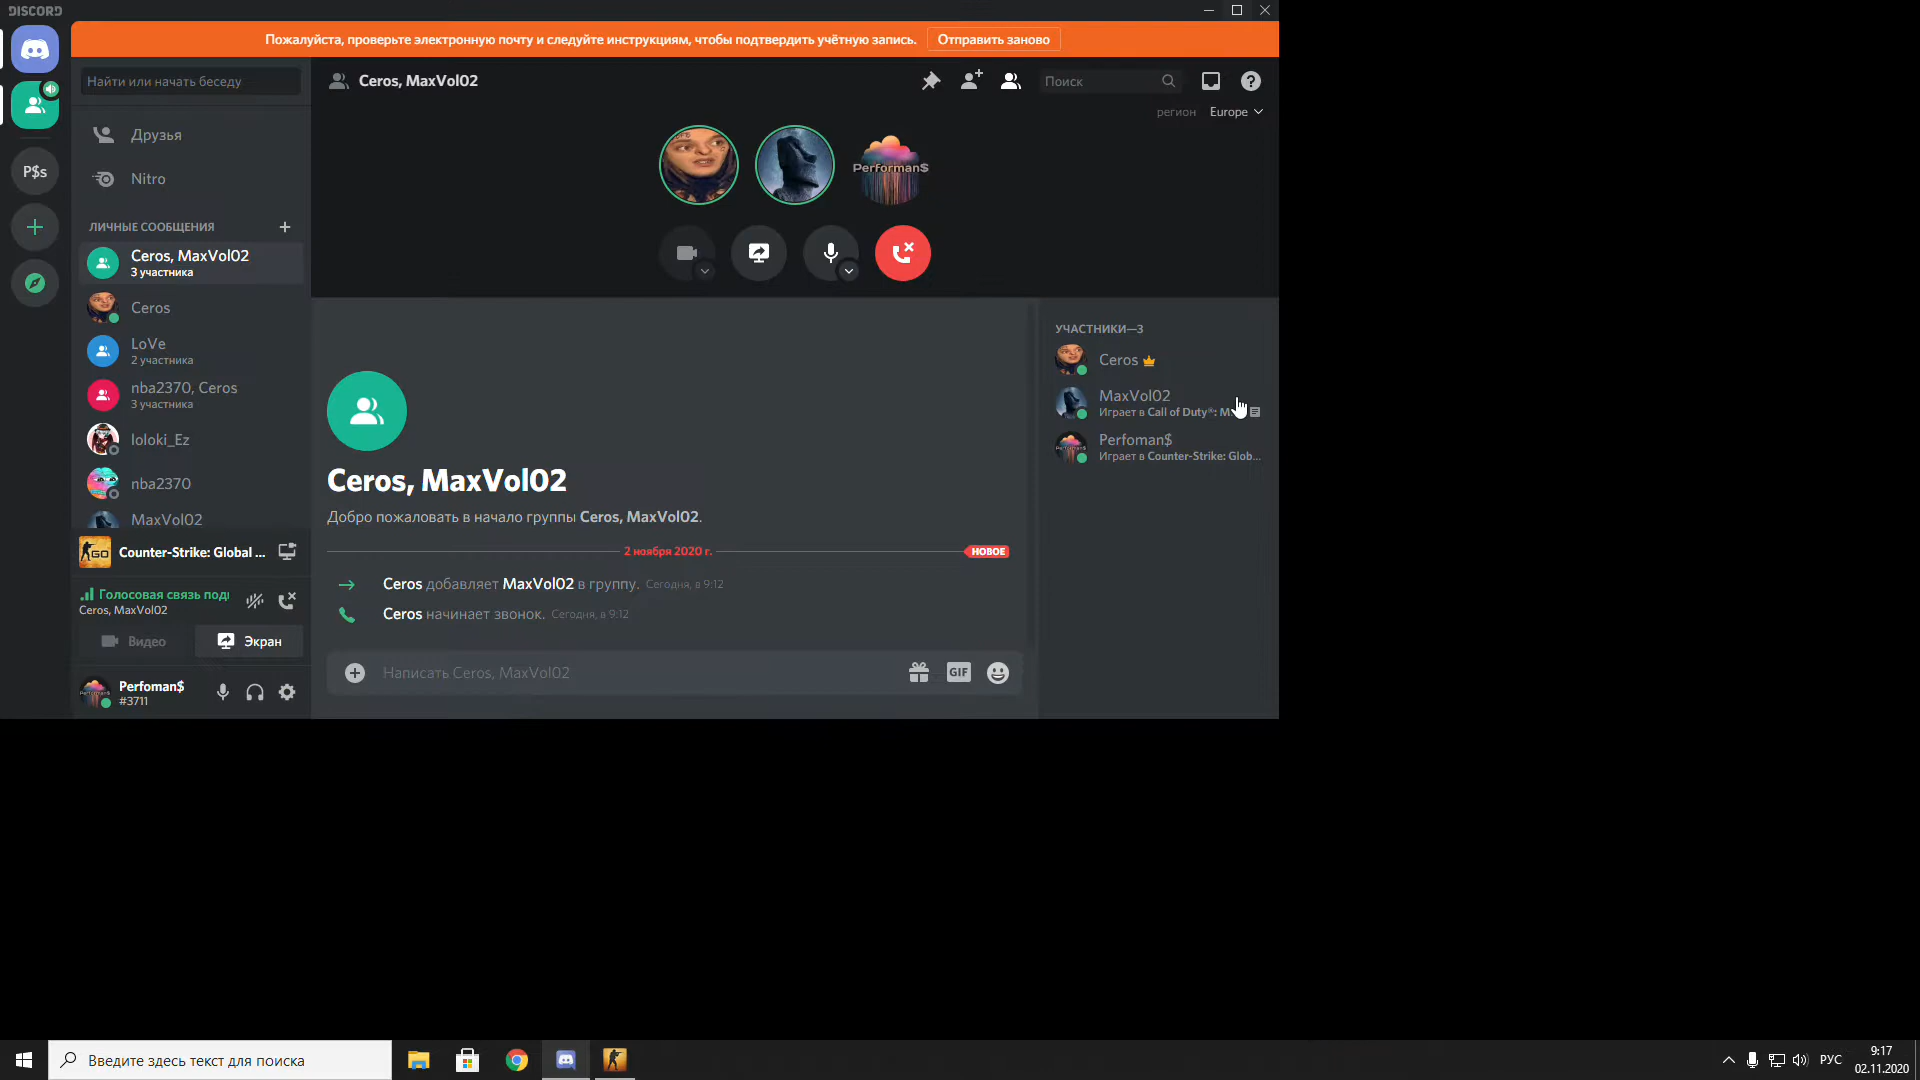 DISCORD
Пожалуйста, проверьте электронную почту и следуйте инструкциям, чтобы подтвердить учётную запись.
Отправить заново
Найти или начать беседу
Ceros, MaxVol02
Поиск
регион Europe
Performan$
Друзья
P$s
Nitro
ЛИЧНЫЕ СООБЩЕНИЯ
Ceros, MaxVol02
3 участника
Ceros
LoVe
2 участника
nba2370, Ceros
3 участника
loloki_Ez
nba2370
MaxVol02
GO
Counter-Strike: Global ...
Голосовая связь подк
Ceros, MaxVol02
Видео
Экран
Perfoman$
#3711
Ceros, MaxVol02
Добро пожаловать в начало группы Ceros, MaxVol02.
2 ноября 2020 г.
НОВОЕ
Ceros добавляет MaxVol02 в группу. Сегодня, в 9:12
Ceros начинает звонок. Сегодня, в 9:12
Написать Ceros, MaxVol02
GIF
УЧАСТНИКИ—3
Ceros
MaxVol02
Играет в Call of Duty®: M...
Perfoman$
Играет в Counter-Strike: Glob...
Введите здесь текст для поиска
РУС
9:17
02.11.2020